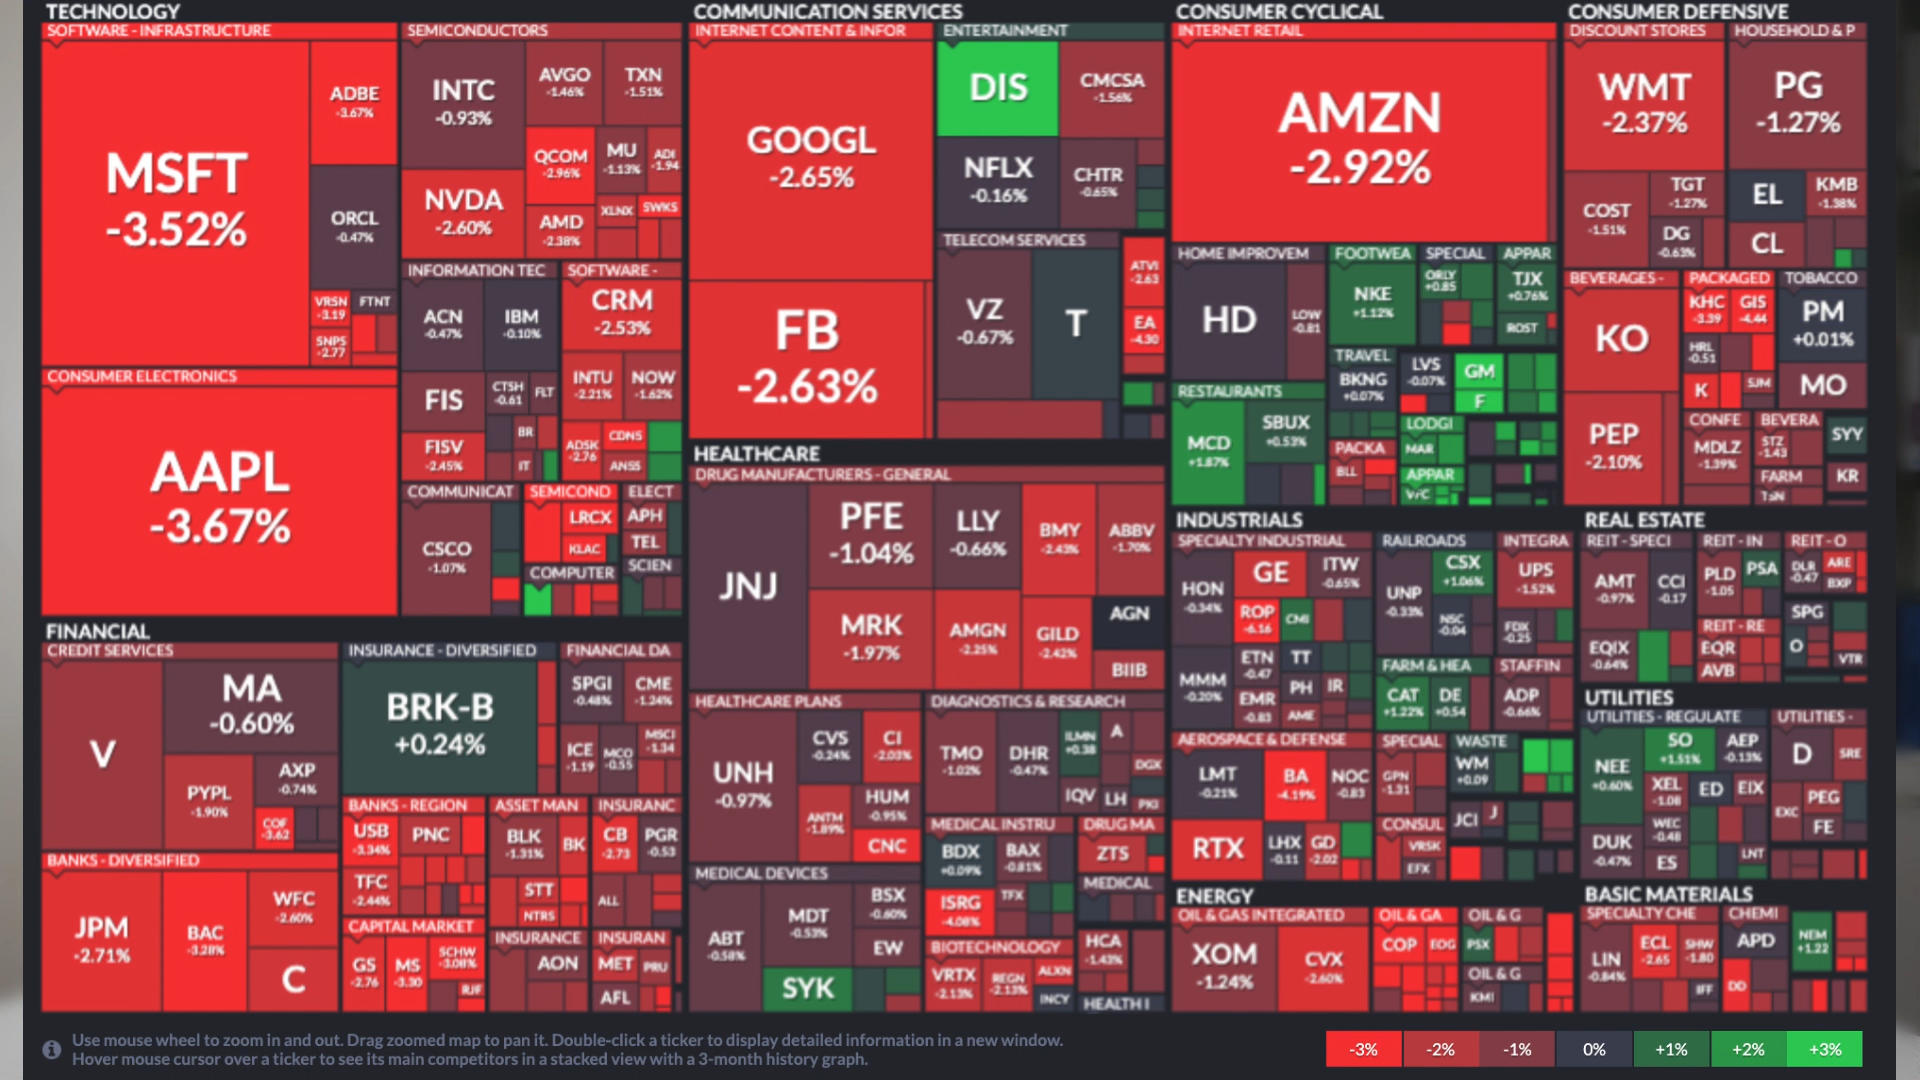 TECHNOLOGY
SOFTWARE - INFRASTRUCTURE
MSFT
-3.52%
ADBE
-3.67%
ORCL
-0.47%
VRSN
-3.19
FTNT
SNPS
-2.77
CONSUMER ELECTRONICS
AAPL
-3.67%
SEMICONDUCTORS
INTC
-0.93%
AVGO
-1.46%
TXN
-1.51%
QCOM
-2.96%
MU
-1.13%
ADI
-1.94
NVDA
-2.60%
AMD
-2.38%
XLNX
SWKS
INFORMATION TEC
ACN
-0.47%
IBM
-0.10%
FIS
CTSH
-0.61
FLT
FISV
-2.45%
BR
IT
SOFTWARE -
CRM
-2.53%
INTU
-2.21%
NOW
-1.62%
ADSK
-2.76
CDNS
ANSS
COMMUNICAT
CSCO
-1.07%
SEMICOND
LRCX
KLAC
COMPUTER
ELECT
APH
TEL
SCIEN
COMMUNICATION SERVICES
INTERNET CONTENT & INFOR
GOOGL
-2.65%
FB
-2.63%
ENTERTAINMENT
DIS
CMCSA
-1.56%
NFLX
-0.16%
CHTR
-0.65%
TELECOM SERVICES
VZ
-0.67%
T
ATVI
-2.63
EA
-4.30
CONSUMER CYCLICAL
INTERNET RETAIL
AMZN
-2.92%
HOME IMPROVEM
HD
LOW
-0.81
FOOTWEA
NKE
+1.12%
SPECIAL
ORLY
+0.85
APPAR
TJX
+0.76%
ROST
RESTAURANTS
MCD
+1.87%
SBUX
+0.53%
TRAVEL
BKNG
+0.07%
LVS
-0.07%
GM
F
PACKA
BLL
LODGI
MAR
APPAR
VFC
CONSUMER DEFENSIVE
DISCOUNT STORES
WMT
-2.37%
COST
-1.51%
TGT
-1.27%
DG
-0.63%
HOUSEHOLD & P
PG
-1.27%
EL
KMB
-1.38%
CL
BEVERAGES -
KO
PEP
-2.10%
PACKAGED
KHC
-3.39
GIS
-4.44
HRL
-0.51
K
SJM
TOBACCO
PM
+0.01%
MO
CONFE
MDLZ
-1.39%
BEVERA
STZ
-1.43
FARM
TSN
SYY
KR
HEALTHCARE
DRUG MANUFACTURERS - GENERAL
JNJ
PFE
-1.04%
LLY
-0.66%
BMY
-2.43%
ABBV
-1.70%
MRK
-1.97%
AMGN
-2.25%
GILD
-2.42%
AGN
BIIB
HEALTHCARE PLANS
UNH
-0.97%
CVS
-0.24%
CI
-2.03%
ANTM
-1.89%
HUM
-0.95%
CNC
DIAGNOSTICS & RESEARCH
TMO
-1.02%
DHR
-0.47%
ILMN
+0.38
A
DGX
IQV
LH
PKI
MEDICAL DEVICES
ABT
-0.58%
MDT
-0.53%
BSX
-0.60%
EW
SYK
MEDICAL INSTRU
BDX
+0.09%
BAX
-0.81%
ISRG
-4.08%
TFX
DRUG MA
ZTS
MEDICAL
BIOTECHNOLOGY
VRTX
-2.13%
REGN
-2.13%
ALXN
INCY
HCA
-1.43%
HEALTH I
FINANCIAL
CREDIT SERVICES
V
MA
-0.60%
PYPL
-1.90%
AXP
-0.74%
COF
-3.62
BANKS - DIVERSIFIED
JPM
-2.71%
BAC
-3.28%
WFC
-2.60%
C
INSURANCE - DIVERSIFIED
BRK-B
+0.24%
FINANCIAL DA
SPGI
-0.48%
CME
-1.24%
ICE
-1.19
MCO
-0.55
MSCI
-1.34
BANKS - REGION
USB
-3.34%
PNC
TFC
-2.44%
ASSET MAN
BLK
-1.31%
BK
STT
NTRS
INSURANC
CB
-2.73
PGR
-0.53
ALL
CAPITAL MARKET
GS
-2.76
MS
-3.30
SCHW
-3.08%
RJF
INSURANCE
AON
INSURAN
MET
PRU
AFL
INDUSTRIALS
SPECIALTY INDUSTRIAL
HON
-0.34%
GE
ITW
-0.65%
ROP
-6.16
CMI
MMM
-0.20%
ETN
-0.47
TT
EMR
-0.83
PH
IR
AME
RAILROADS
UNP
-0.33%
CSX
+1.06%
NSC
-0.04
INTEGRA
UPS
-1.52%
FDX
-0.25
FARM & HEA
CAT
+1.22%
DE
+0.54
STAFFIN
ADP
-0.66%
AEROSPACE & DEFENSE
LMT
-0.21%
BA
-4.19%
NOC
-0.83
RTX
LHX
-0.11
GD
-2.02
SPECIAL
GPN
-1.31
WASTE
WM
+0.09
CONSUL
VRSK
EFX
JCI
J
REAL ESTATE
REIT - SPECI
AMT
-0.97%
CCI
-0.17
EQIX
-0.64%
REIT - IN
PLD
-1.05
PSA
REIT - O
DLR
-0.47
ARE
BXP
REIT - RE
EQR
AVB
SPG
O
VTR
UTILITIES
UTILITIES - REGULATE
NEE
+0.60%
SO
+1.51%
AEP
-0.13%
XEL
-1.08
ED
EIX
DUK
-0.47%
WEC
-0.48
ES
LNT
UTILITIES -
D
SRE
EXC
PEG
FE
ENERGY
OIL & GAS INTEGRATED
XOM
-1.24%
CVX
-2.60%
OIL & GA
COP
EOG
OIL & G
PSX
OIL & G
KMI
BASIC MATERIALS
SPECIALTY CHE
LIN
-0.84%
ECL
-2.65
SHW
-1.80
IFF
CHEMI
APD
DD
NEM
+1.22
Use mouse wheel to zoom in and out. Drag zoomed map to pan it. Double-click a ticker to display detailed information in a new window.
Hover mouse cursor over a ticker to see its main competitors in a stacked view with a 3-month history graph.
-3% -2% -1% 0% +1% +2% +3%